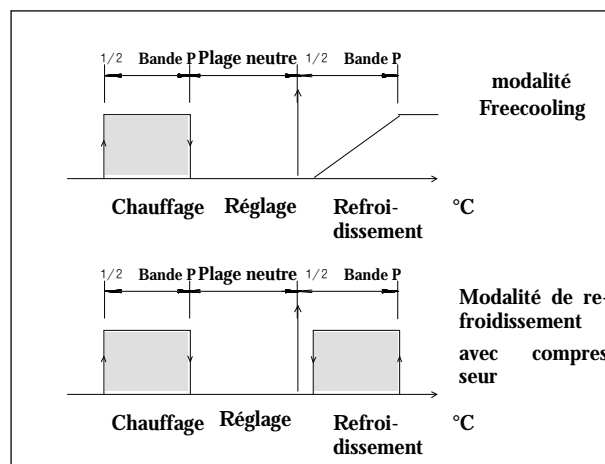 1/2 Bande P Plage neutre 1/2 Bande P
modalité
Freecooling
Chauffage Réglage Refroi-
dissement
°C
1/2 Bande P Plage neutre 1/2 Bande P
Modalité de re-
froidissement
avec compres
seur
Chauffage Réglage Refroi-
dissement
°C